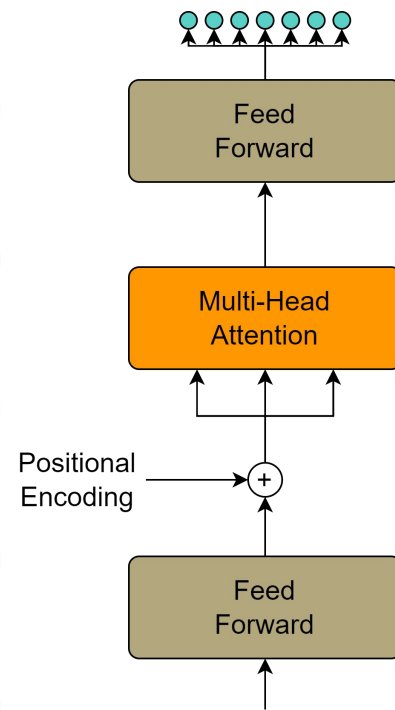 Feed
Forward
Multi-Head
Attention
Positional
Encoding
+
Feed
Forward